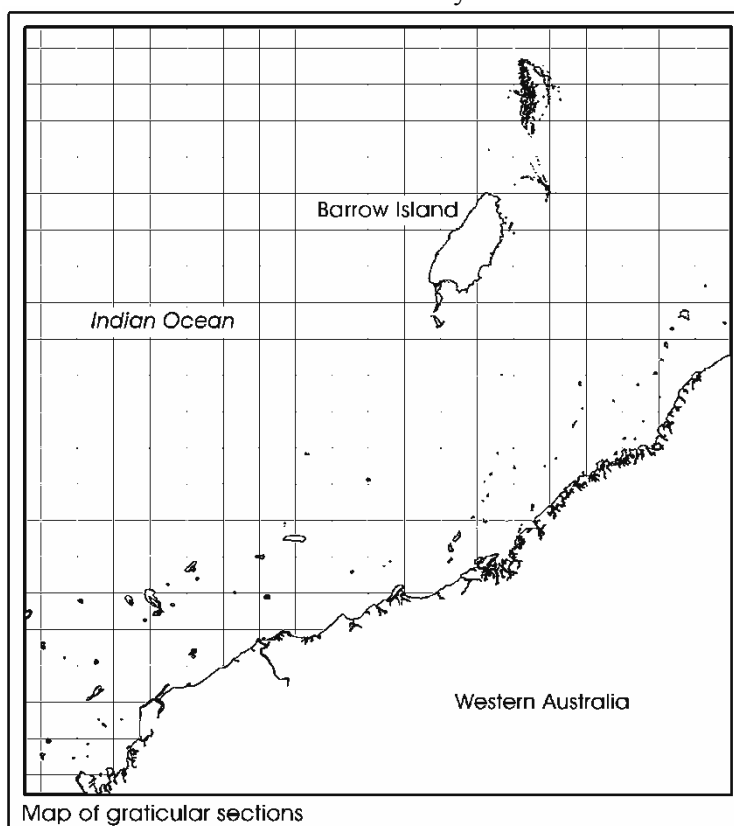 Barrow Island
Indian Ocean
Western Australia
Map of graticular sections